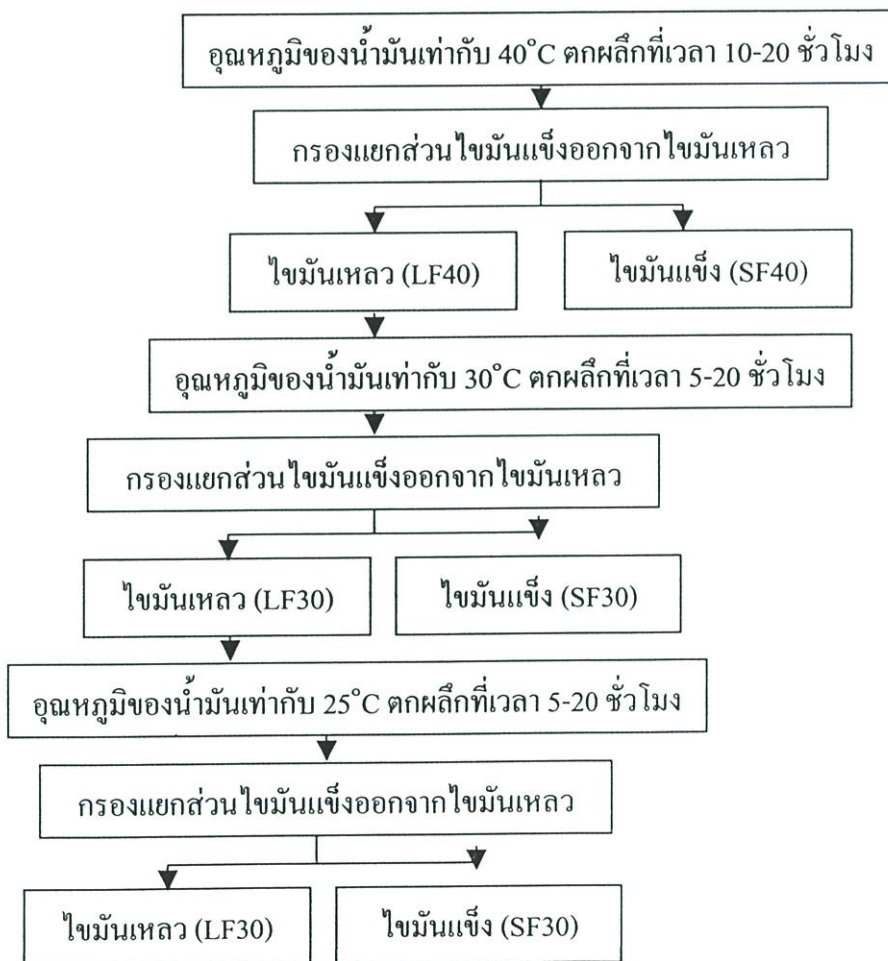 อุณหภูมิของน้ำมันเท่ากับ 40°C ตกผลึกที่เวลา 10-20 ชั่วโมง
กรองแยกส่วนไขมันแข็งออกจากไขมันเหลว
ไขมันเหลว (LF40)
ไขมันแข็ง (SF40)
อุณหภูมิของน้ำมันเท่ากับ 30°C ตกผลึกที่เวลา 5-20 ชั่วโมง
กรองแยกส่วนไขมันแข็งออกจากไขมันเหลว
ไขมันเหลว (LF30)
ไขมันแข็ง (SF30)
อุณหภูมิของน้ำมันเท่ากับ 25°C ตกผลึกที่เวลา 5-20 ชั่วโมง
กรองแยกส่วนไขมันแข็งออกจากไขมันเหลว
ไขมันเหลว (LF30)
ไขมันแข็ง (SF30)